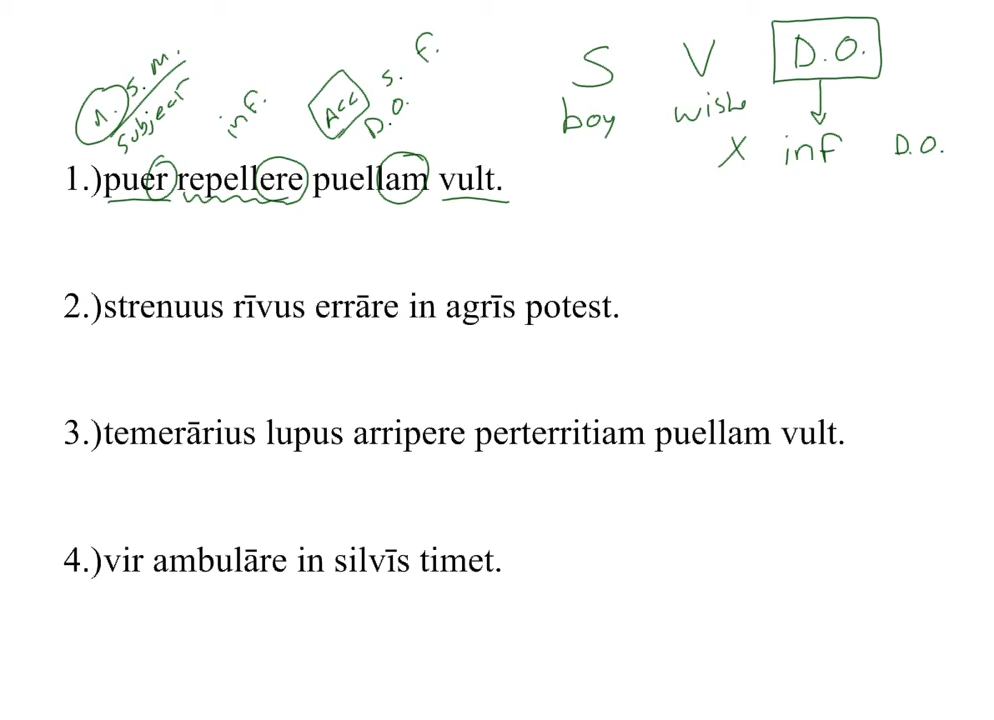 N. S. M. inf. Acc S. F. S V D.O.
Subject D.O. boy wishe
X inf D.O.
1.)puer repellere puellam vult.
2.)strenuus rīvus errāre in agrīs potest.
3.)temerārius lupus arripere perterritiam puellam vult.
4.)vir ambulāre in silvīs timet.